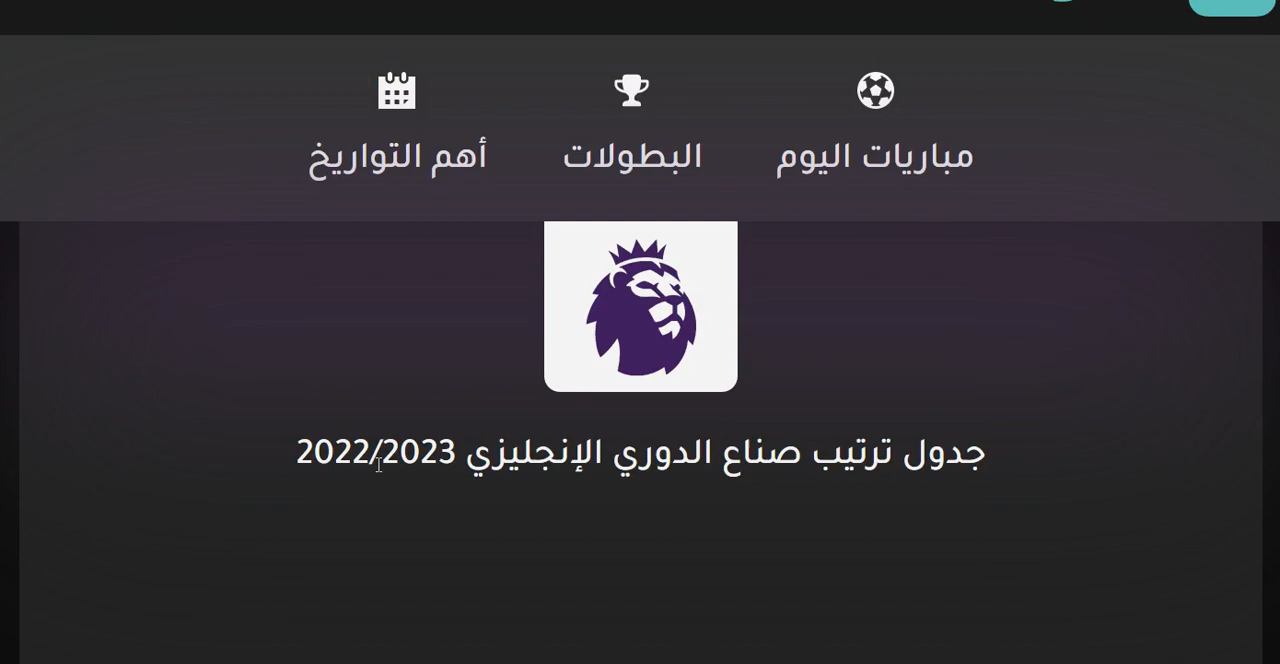 مباريات اليوم
البطولات
أهم التواريخ
جدول ترتيب صناع الدوري الإنجليزي 2022/2023